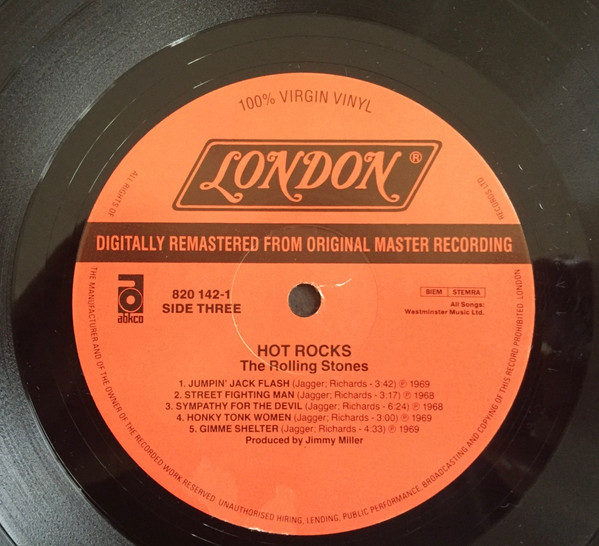 100% VIRGIN VINYL
LONDON®
ALL RIGHTS OF
RECORDS LTD.
DIGITALLY REMASTERED FROM ORIGINAL MASTER RECORDING
abkco
820 142-1
SIDE THREE
BIEM STEMRA
All Songs:
Westminster Music Ltd.
HOT ROCKS
The Rolling Stones
1. JUMPIN' JACK FLASH (Jagger; Richards - 3:42) ℗ 1969
2. STREET FIGHTING MAN (Jagger; Richards - 3:17) ℗ 1968
3. SYMPATHY FOR THE DEVIL (Jagger; Richards - 6:24) ℗ 1968
4. HONKY TONK WOMEN (Jagger; Richards - 3:00) ℗ 1969
5. GIMME SHELTER (Jagger; Richards - 4:33) ℗ 1969
Produced by Jimmy Miller
THE MANUFACTURER AND OF THE OWNER OF THE RECORDED WORK RESERVED. UNAUTHORISED HIRING, LENDING, PUBLIC PERFORMANCE, BROADCASTING AND COPYING OF THIS RECORD PROHIBITED. LONDON